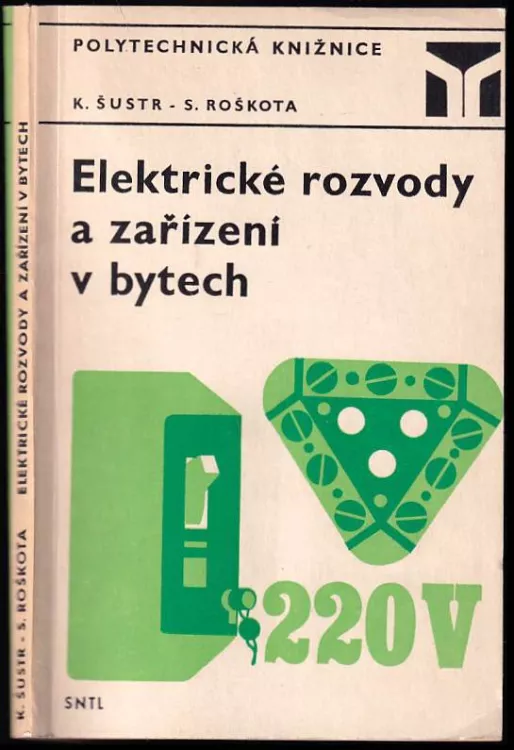 POLYTECHNICKÁ KNIŽNICE
K. ŠUSTR - S. ROŠKOTA
Elektrické rozvody
a zařízení
v bytech
220V
SNTL
K. ŠUSTR - S. ROŠKOTA ELEKTRICKÉ ROZVODY A ZAŘÍZENÍ V BYTECH